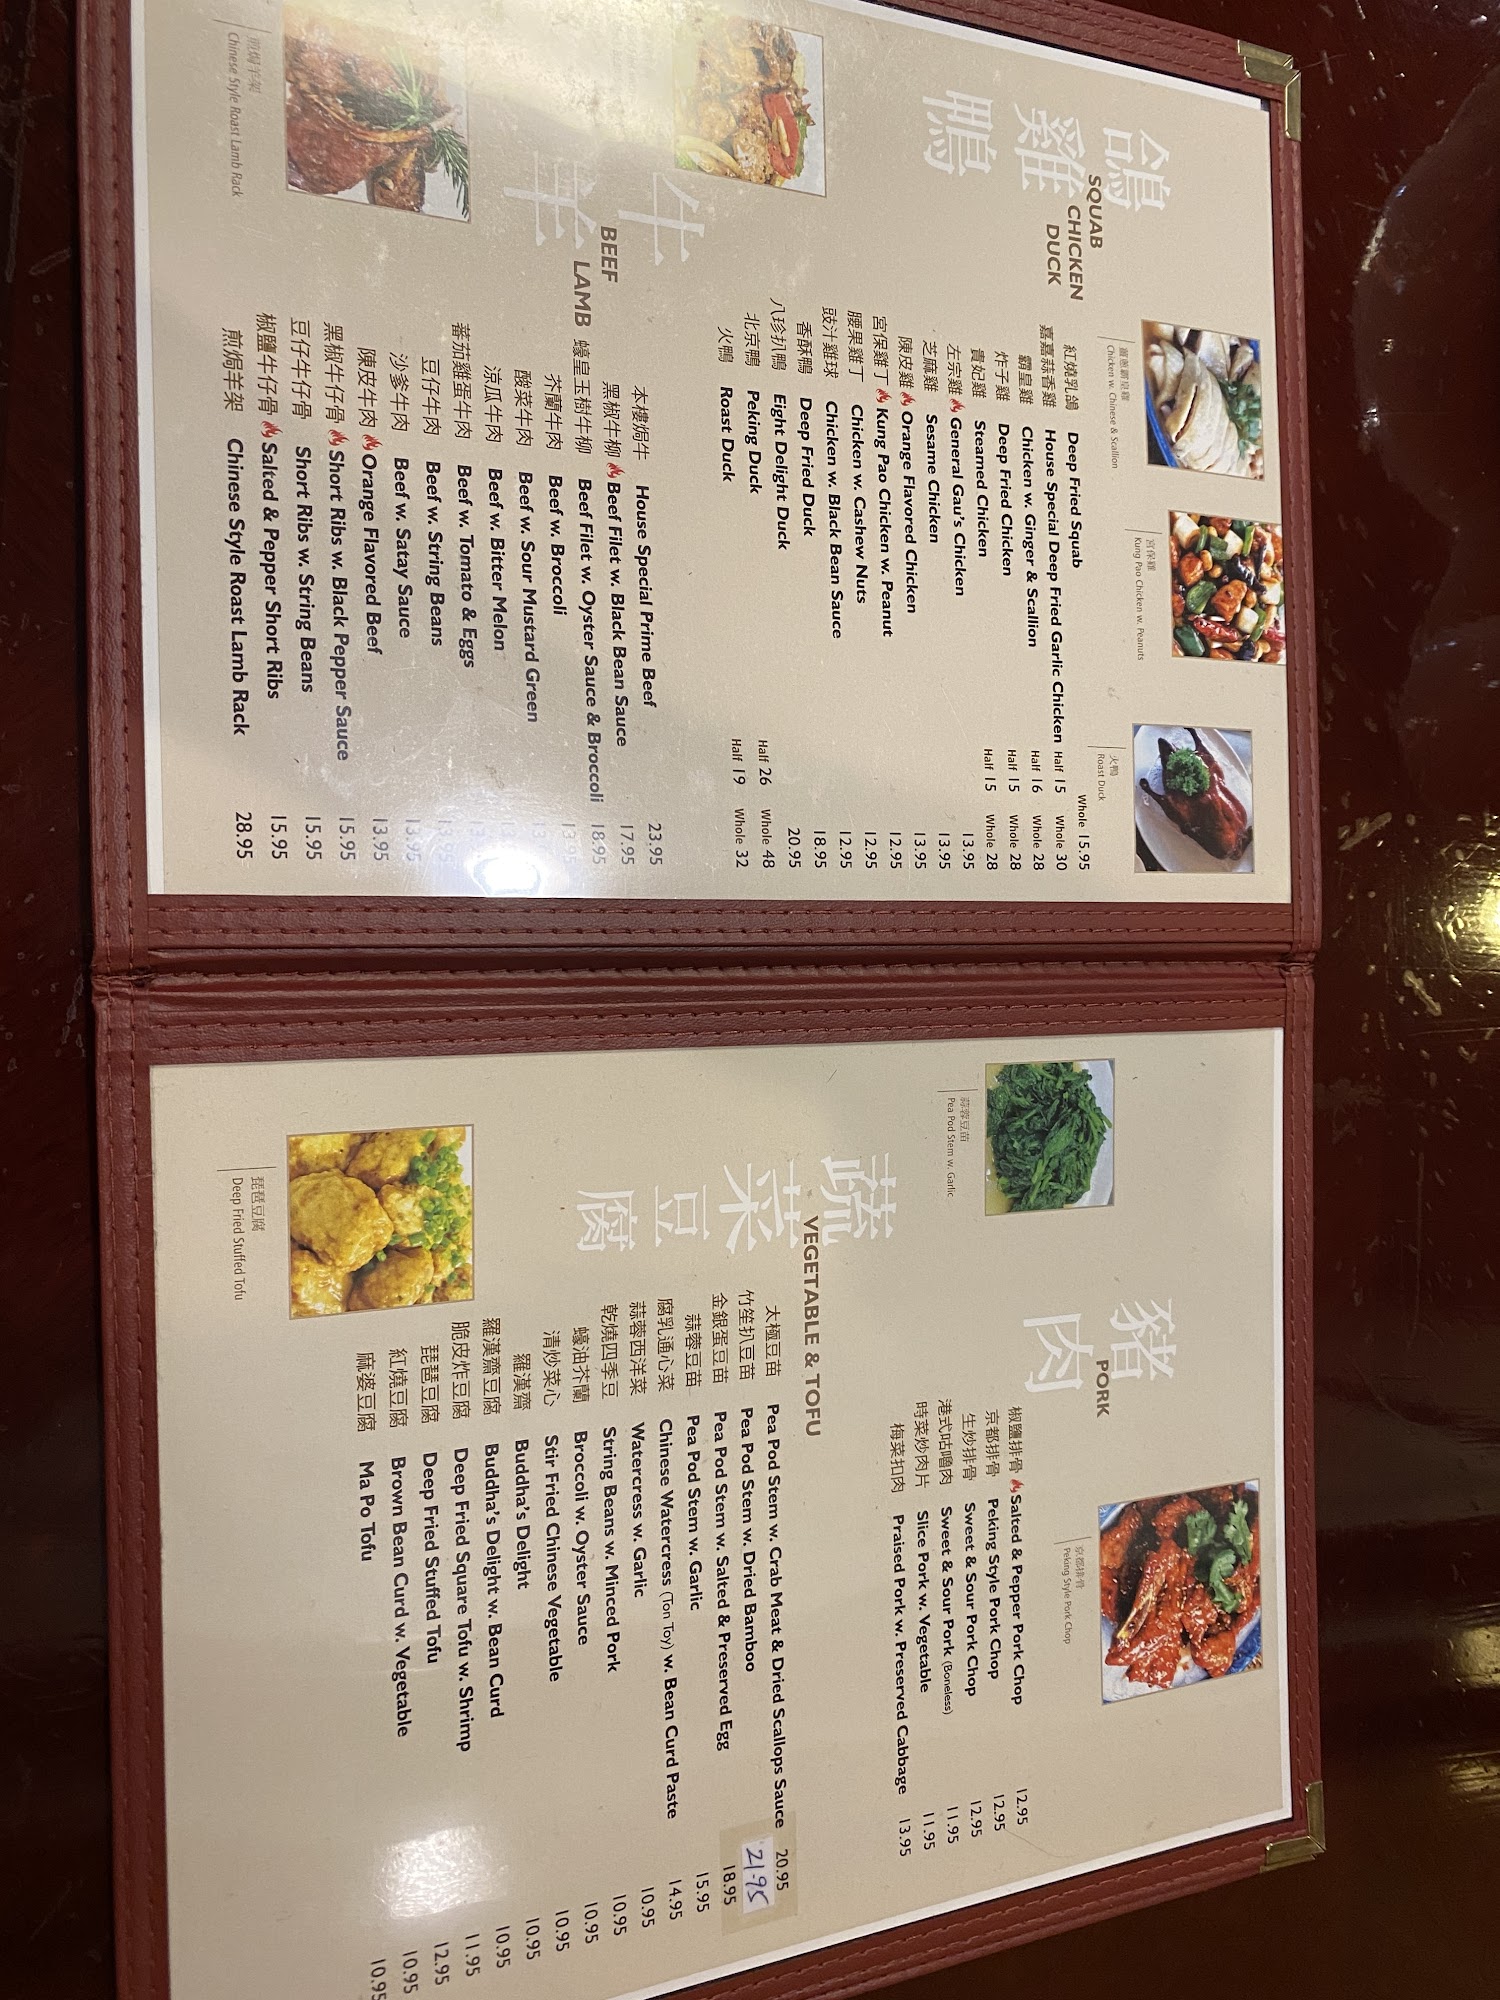 鴿
雞
鴨
SQUAB
CHICKEN
DUCK
薑蔥霸皇雞
Chicken w. Chinese & Scallion
宮保雞
Kung Pao Chicken w. Peanuts
火鴨
Roast Duck
紅燒乳鴿 Deep Fried Squab Whole 15.95
嘉嘉蒜香雞 House Special Deep Fried Garlic Chicken Half 15 Whole 30
霸皇雞 Chicken w. Ginger & Scallion Half 16 Whole 28
炸子雞 Deep Fried Chicken Half 15 Whole 28
貴妃雞 Steamed Chicken Half 15 Whole 28
左宗雞 General Gau's Chicken 13.95
芝麻雞 Sesame Chicken 13.95
陳皮雞 Orange Flavored Chicken 13.95
宮保雞丁 Kung Pao Chicken w. Peanut 12.95
腰果雞丁 Chicken w. Cashew Nuts 12.95
豉汁雞球 Chicken w. Black Bean Sauce 12.95
香酥鴨 Deep Fried Duck 18.95
八珍扒鴨 Eight Delight Duck 20.95
北京鴨 Peking Duck Half 26 Whole 48
火鴨 Roast Duck Half 19 Whole 32
牛
羊
BEEF
LAMB
本樓焗牛 House Special Prime Beef 23.95
黑椒牛柳 Beef Filet w. Black Bean Sauce 17.95
蠔皇玉樹牛柳 Beef Filet w. Oyster Sauce & Broccoli 18.95
芥蘭牛肉 Beef w. Broccoli 13.95
酸菜牛肉 Beef w. Sour Mustard Green
涼瓜牛肉 Beef w. Bitter Melon
蕃茄雞蛋牛肉 Beef w. Tomato & Eggs 13.95
豆仔牛肉 Beef w. String Beans 13.95
沙爹牛肉 Beef w. Satay Sauce 13.95
陳皮牛肉 Orange Flavored Beef 13.95
黑椒牛仔骨 Short Ribs w. Black Pepper Sauce 15.95
豆仔牛仔骨 Short Ribs w. String Beans 15.95
椒鹽牛仔骨 Salted & Pepper Short Ribs 15.95
煎焗羊架 Chinese Style Roast Lamb Rack 28.95
煎焗羊架
Chinese Style Roast Lamb Rack
豬
肉
PORK
京都排骨
Peking Style Pork Chop
椒鹽排骨 Salted & Pepper Pork Chop 12.95
京都排骨 Peking Style Pork Chop 12.95
生炒排骨 Sweet & Sour Pork Chop 12.95
港式咕嚕肉 Sweet & Sour Pork (Boneless) 11.95
時菜炒肉片 Slice Pork w. Vegetable 11.95
梅菜扣肉 Praised Pork w. Preserved Cabbage 13.95
蒜蓉豆苗
Pea Pod Stem w. Garlic
蔬
菜
豆
腐
VEGETABLE & TOFU
太極豆苗 Pea Pod Stem w. Crab Meat & Dried Scallops Sauce 20.95
竹笙扒豆苗 Pea Pod Stem w. Dried Bamboo 21.95
金銀蛋豆苗 Pea Pod Stem w. Salted & Preserved Egg 18.95
蒜蓉豆苗 Pea Pod Stem w. Garlic 15.95
腐乳通心菜 Chinese Watercress (Ton Toy) w. Bean Curd Paste 14.95
蒜蓉西洋菜 Watercress w. Garlic 10.95
乾燒四季豆 String Beans w. Minced Pork 10.95
蠔油芥蘭 Broccoli w. Oyster Sauce 10.95
清炒菜心 Stir Fried Chinese Vegetable 10.95
羅漢齋 Buddha's Delight 10.95
羅漢齋豆腐 Buddha's Delight w. Bean Curd 10.95
脆皮炸豆腐 Deep Fried Square Tofu w. Shrimp 11.95
琵琶豆腐 Deep Fried Stuffed Tofu 12.95
紅燒豆腐 Brown Bean Curd w. Vegetable 10.95
麻婆豆腐 Ma Po Tofu 10.95
琵琶豆腐
Deep Fried Stuffed Tofu